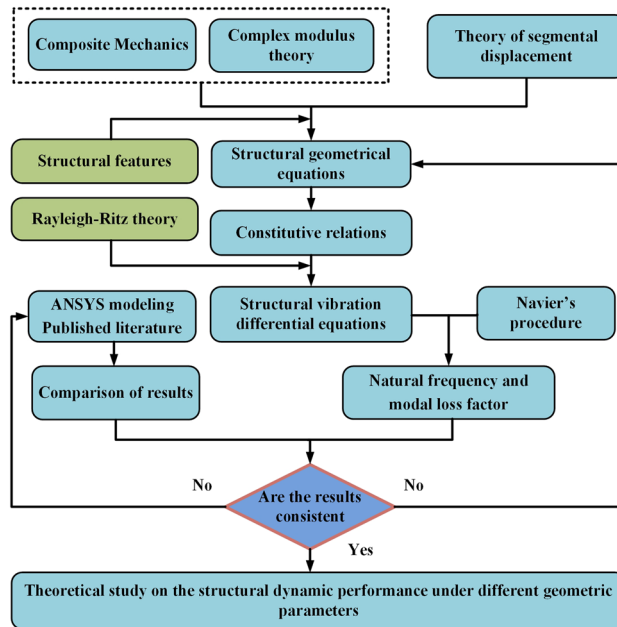 Composite Mechanics
Complex modulus
theory
Theory of segmental
displacement
Structural features
Structural geometrical
equations
Rayleigh-Ritz theory
Constitutive relations
ANSYS modeling
Published literature
Structural vibration
differential equations
Navier's
procedure
Comparison of results
Natural frequency and
modal loss factor
No
Are the results
consistent
No
Yes
Theoretical study on the structural dynamic performance under different geometric
parameters